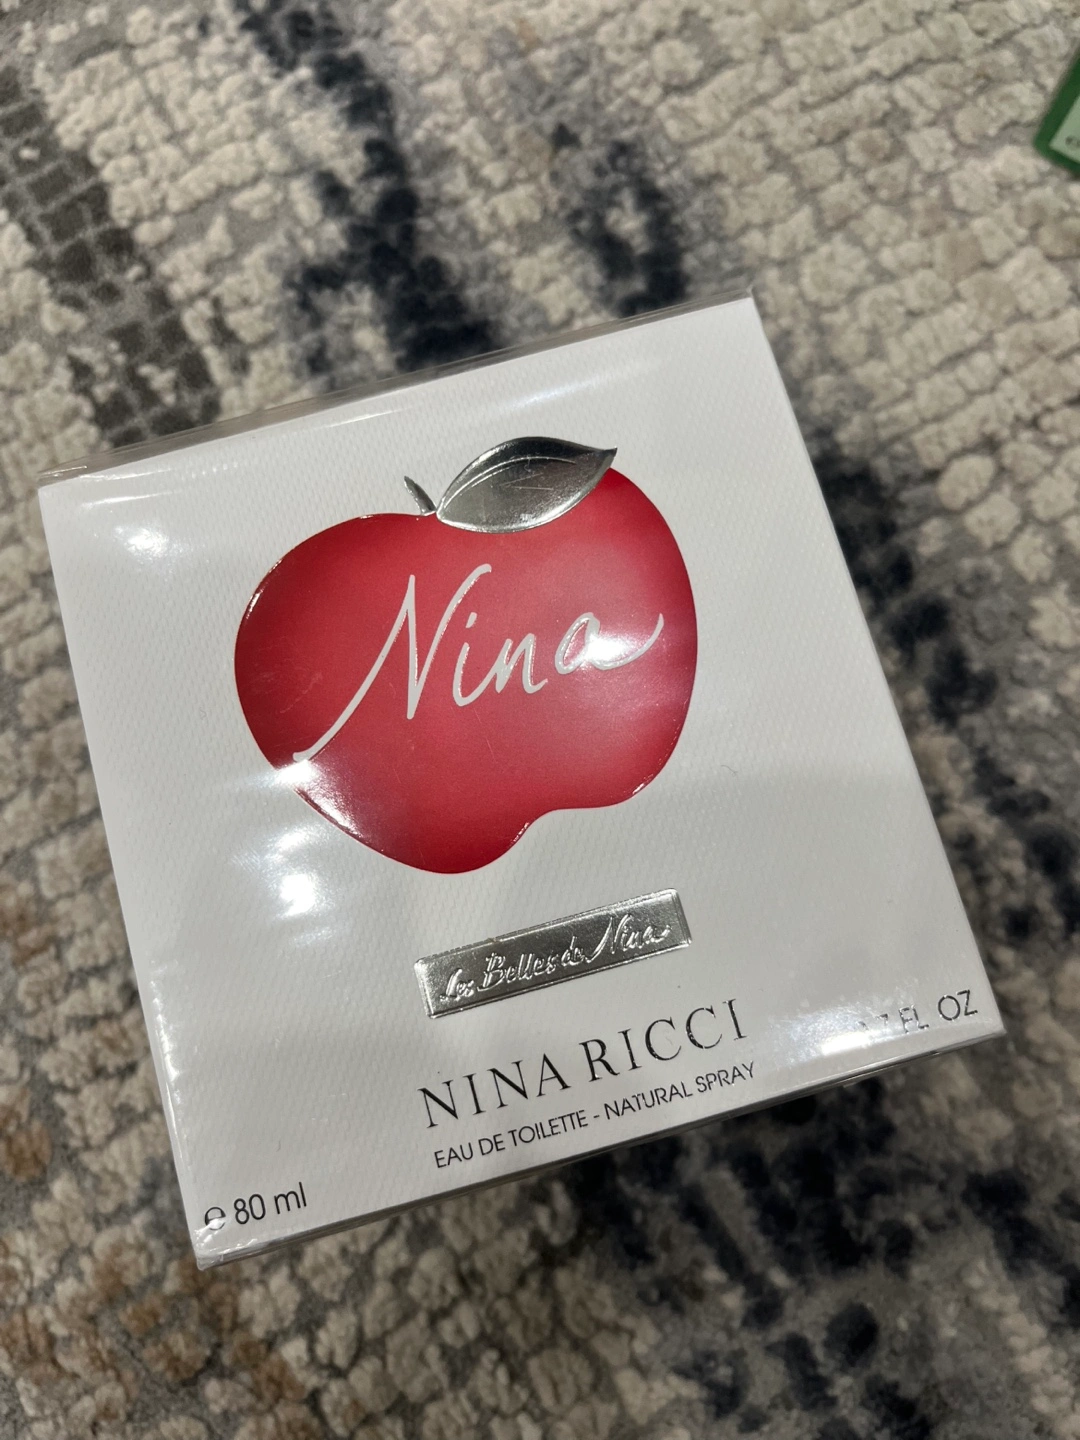 Nina
Les Belles de Nina
NINA RICCI
EAU DE TOILETTE - NATURAL SPRAY
e 80 ml
FL OZ